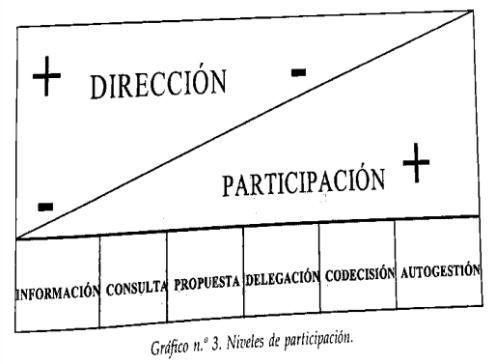 + DIRECCIÓN -
- PARTICIPACIÓN +
INFORMACIÓN CONSULTA PROPUESTA DELEGACIÓN CODECISIÓN AUTOGESTIÓN
Gráfico n.º 3. Niveles de participación.